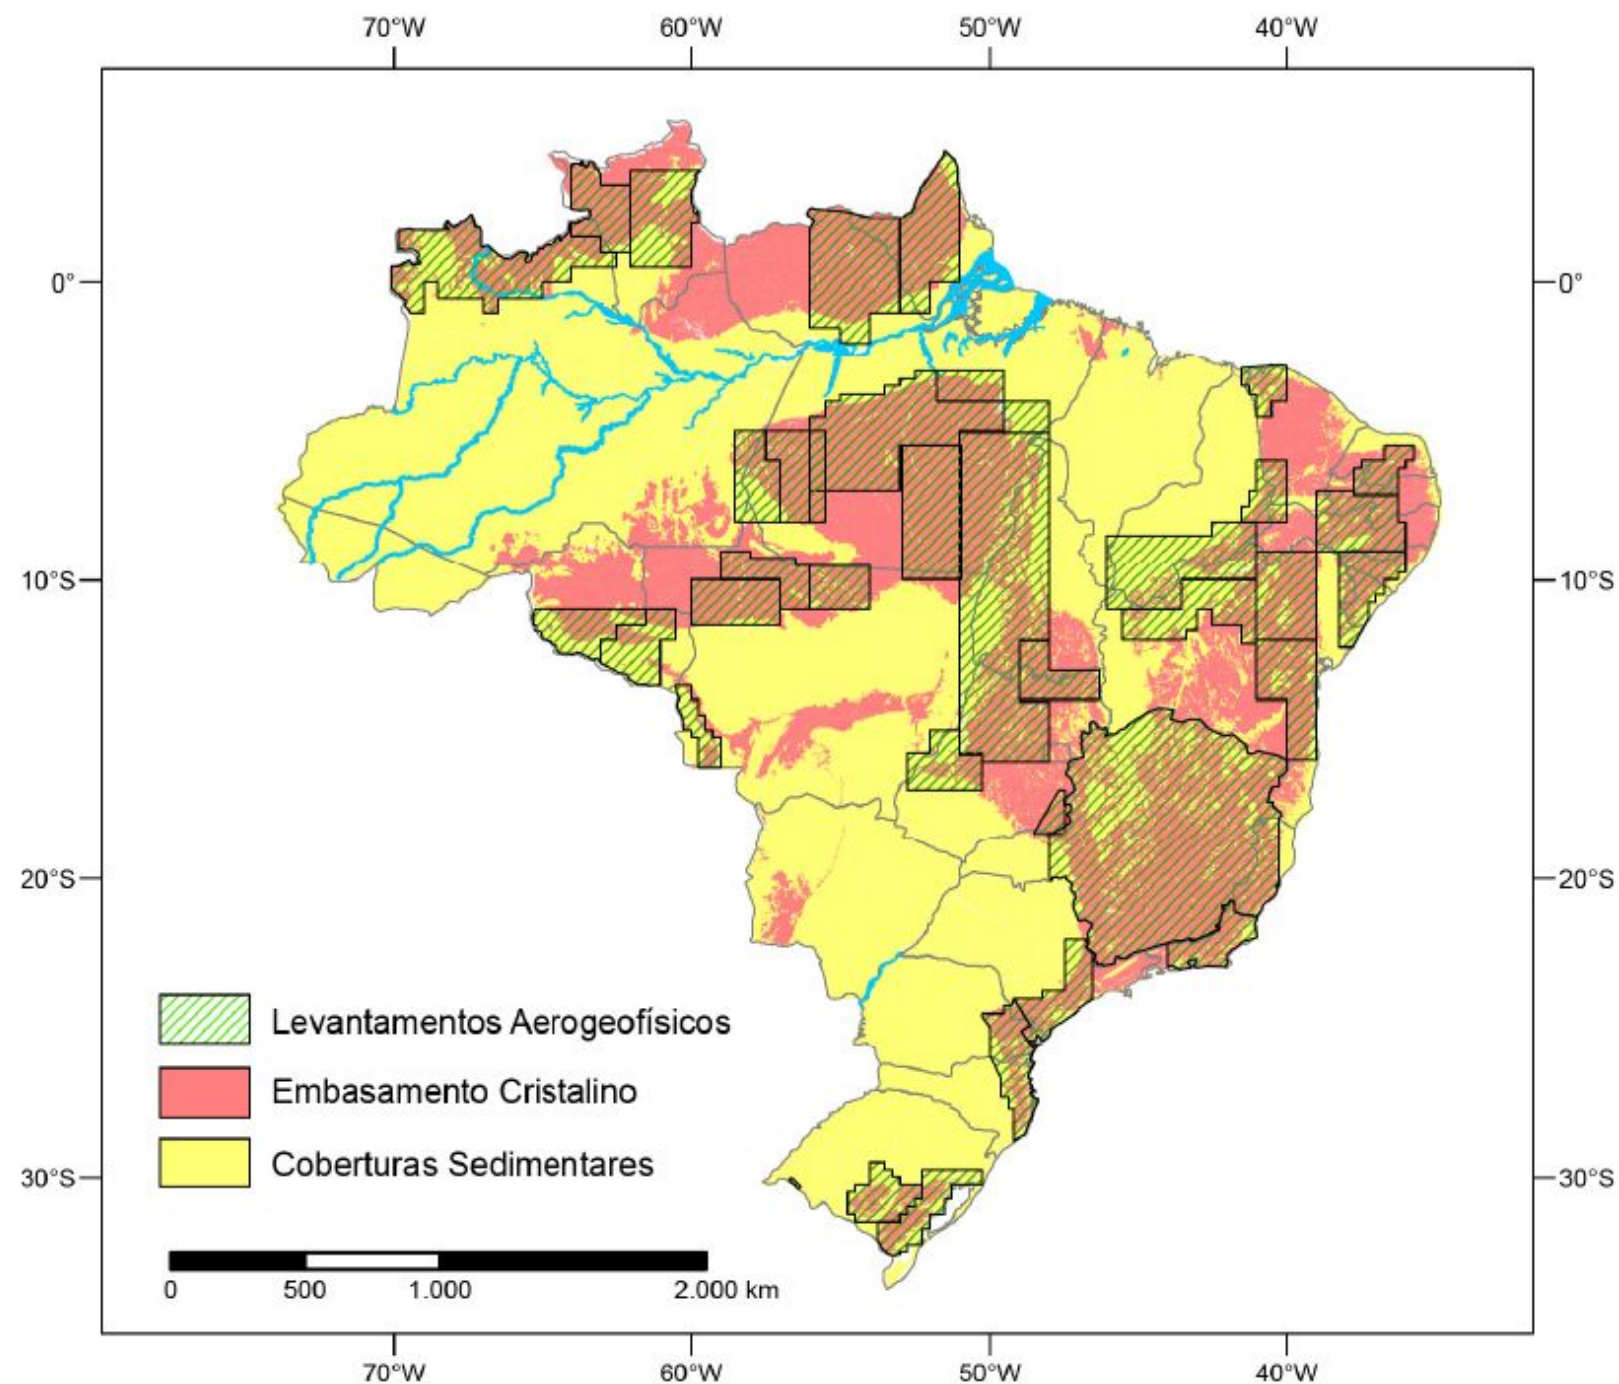 70°W 60°W 50°W 40°W
0° 0°
10°S 10°S
20°S 20°S
Levantamentos Aerogeofísicos
Embasamento Cristalino
Coberturas Sedimentares
30°S 30°S
0 500 1.000 2.000 km
70°W 60°W 50°W 40°W